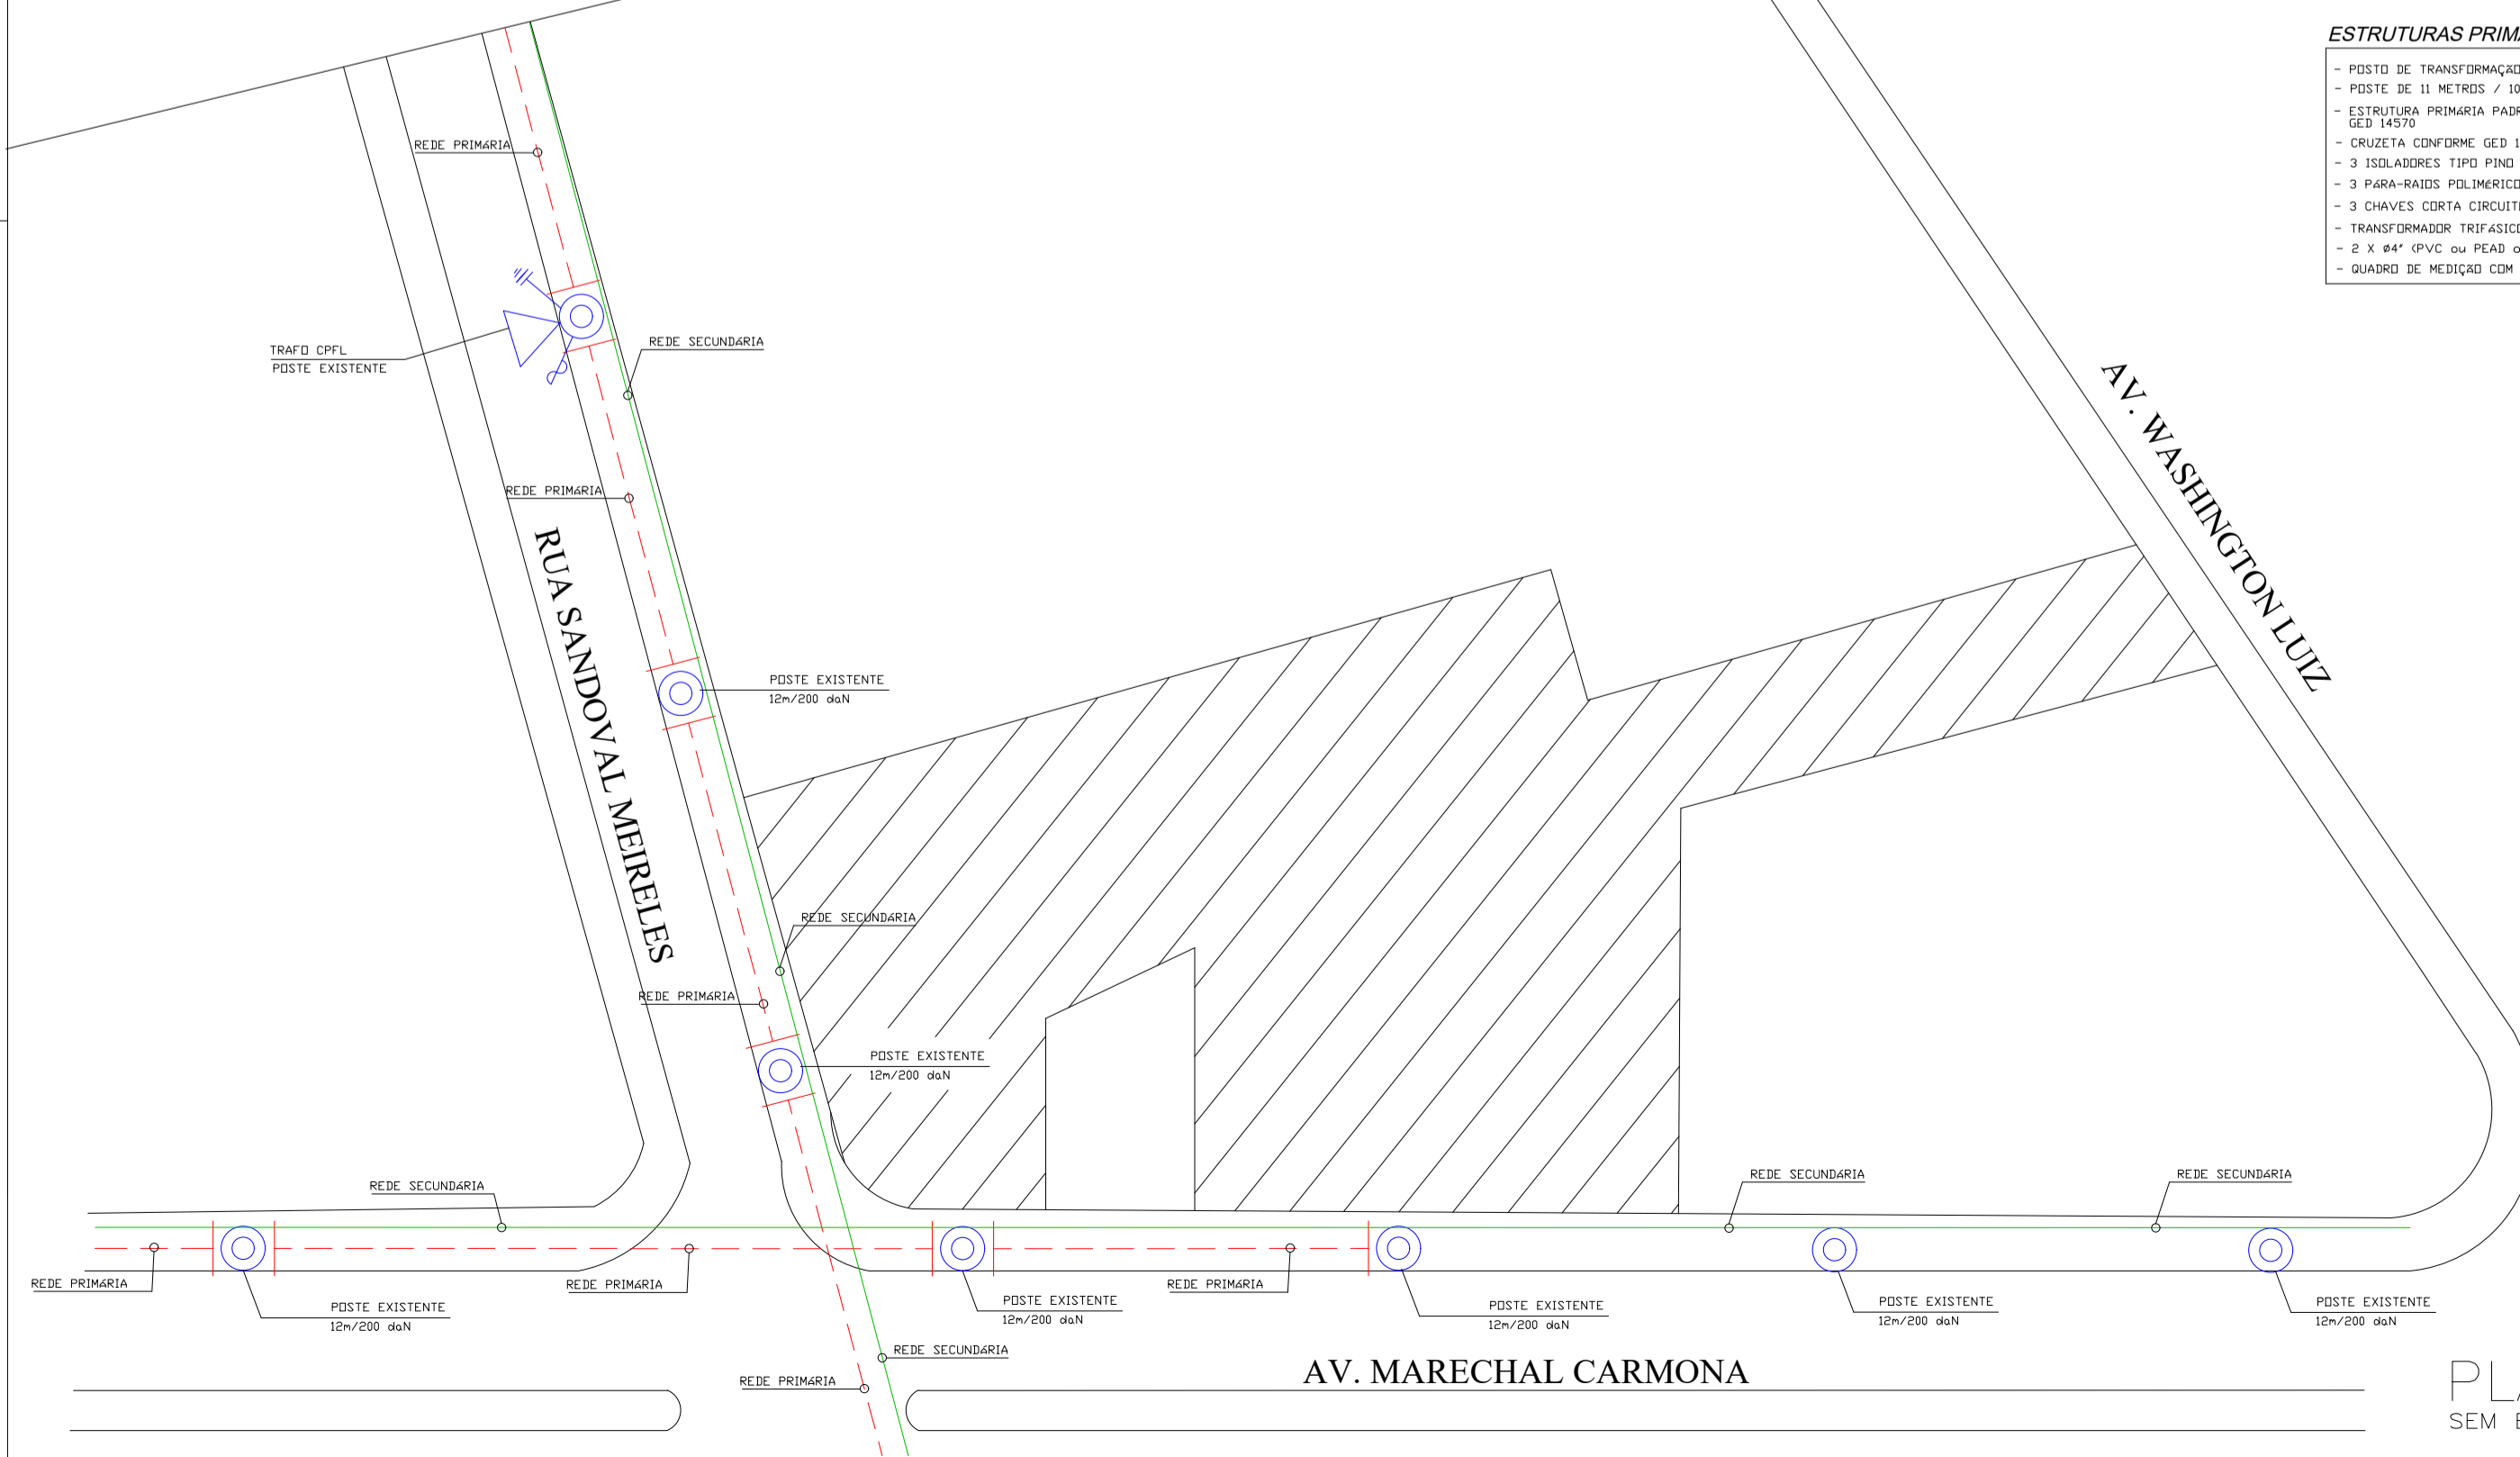 ESTRUTURAS PRIM
- POSTO DE TRANSFORMAÇÃO
- POSTE DE 11 METROS / 10
- ESTRUTURA PRIMÁRIA PADR
GED 14570
- CRUZETA CONFORME GED 1
- 3 ISOLADORES TIPO PINO
- 3 PÁRA-RAIOS POLIMÉRICO
- 3 CHAVES CORTA CIRCUIT
- TRANSFORMADOR TRIFÁSICO
- 2 X Ø4" (PVC ou PEAD o
- QUADRO DE MEDIÇÃO COM
REDE PRIMÁRIA
TRAFO CPFL
POSTE EXISTENTE
REDE SECUNDÁRIA
AV. WASHINGTON LUIZ
REDE PRIMÁRIA
RUA SANDOVAL MEIRELES
POSTE EXISTENTE
12m/200 daN
REDE SECUNDÁRIA
REDE PRIMÁRIA
POSTE EXISTENTE
12m/200 daN
REDE SECUNDÁRIA
REDE SECUNDÁRIA
REDE SECUNDÁRIA
REDE PRIMÁRIA
REDE PRIMÁRIA
REDE PRIMÁRIA
POSTE EXISTENTE
12m/200 daN
POSTE EXISTENTE
12m/200 daN
POSTE EXISTENTE
12m/200 daN
POSTE EXISTENTE
12m/200 daN
POSTE EXISTENTE
12m/200 daN
REDE SECUNDÁRIA
REDE PRIMÁRIA
AV. MARECHAL CARMONA
PL
SEM